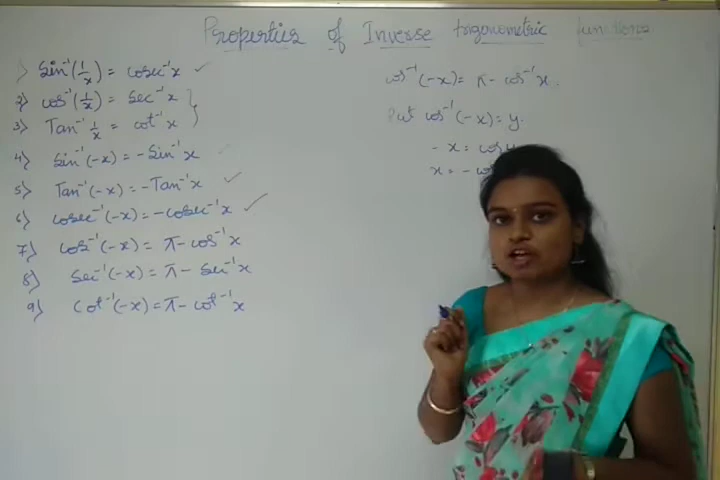 Properties of Inverse trigonometric functions
1) Sin⁻¹(1/x) = cosec⁻¹x ✓
2) cos⁻¹(1/x) = Sec⁻¹x
3) Tan⁻¹ 1/x = cot⁻¹x
4) Sin⁻¹(-x) = -Sin⁻¹x ✓
5) Tan⁻¹(-x) = -Tan⁻¹x ✓
6) cosec⁻¹(-x) = -cosec⁻¹x ✓
7) cos⁻¹(-x) = π - cos⁻¹x
8) Sec⁻¹(-x) = π - Sec⁻¹x
9) Cot⁻¹(-x) = π - cot⁻¹x
cos⁻¹(-x) = π - cos⁻¹x.
Put cos⁻¹(-x) = y.
-x = cos y
x = - co